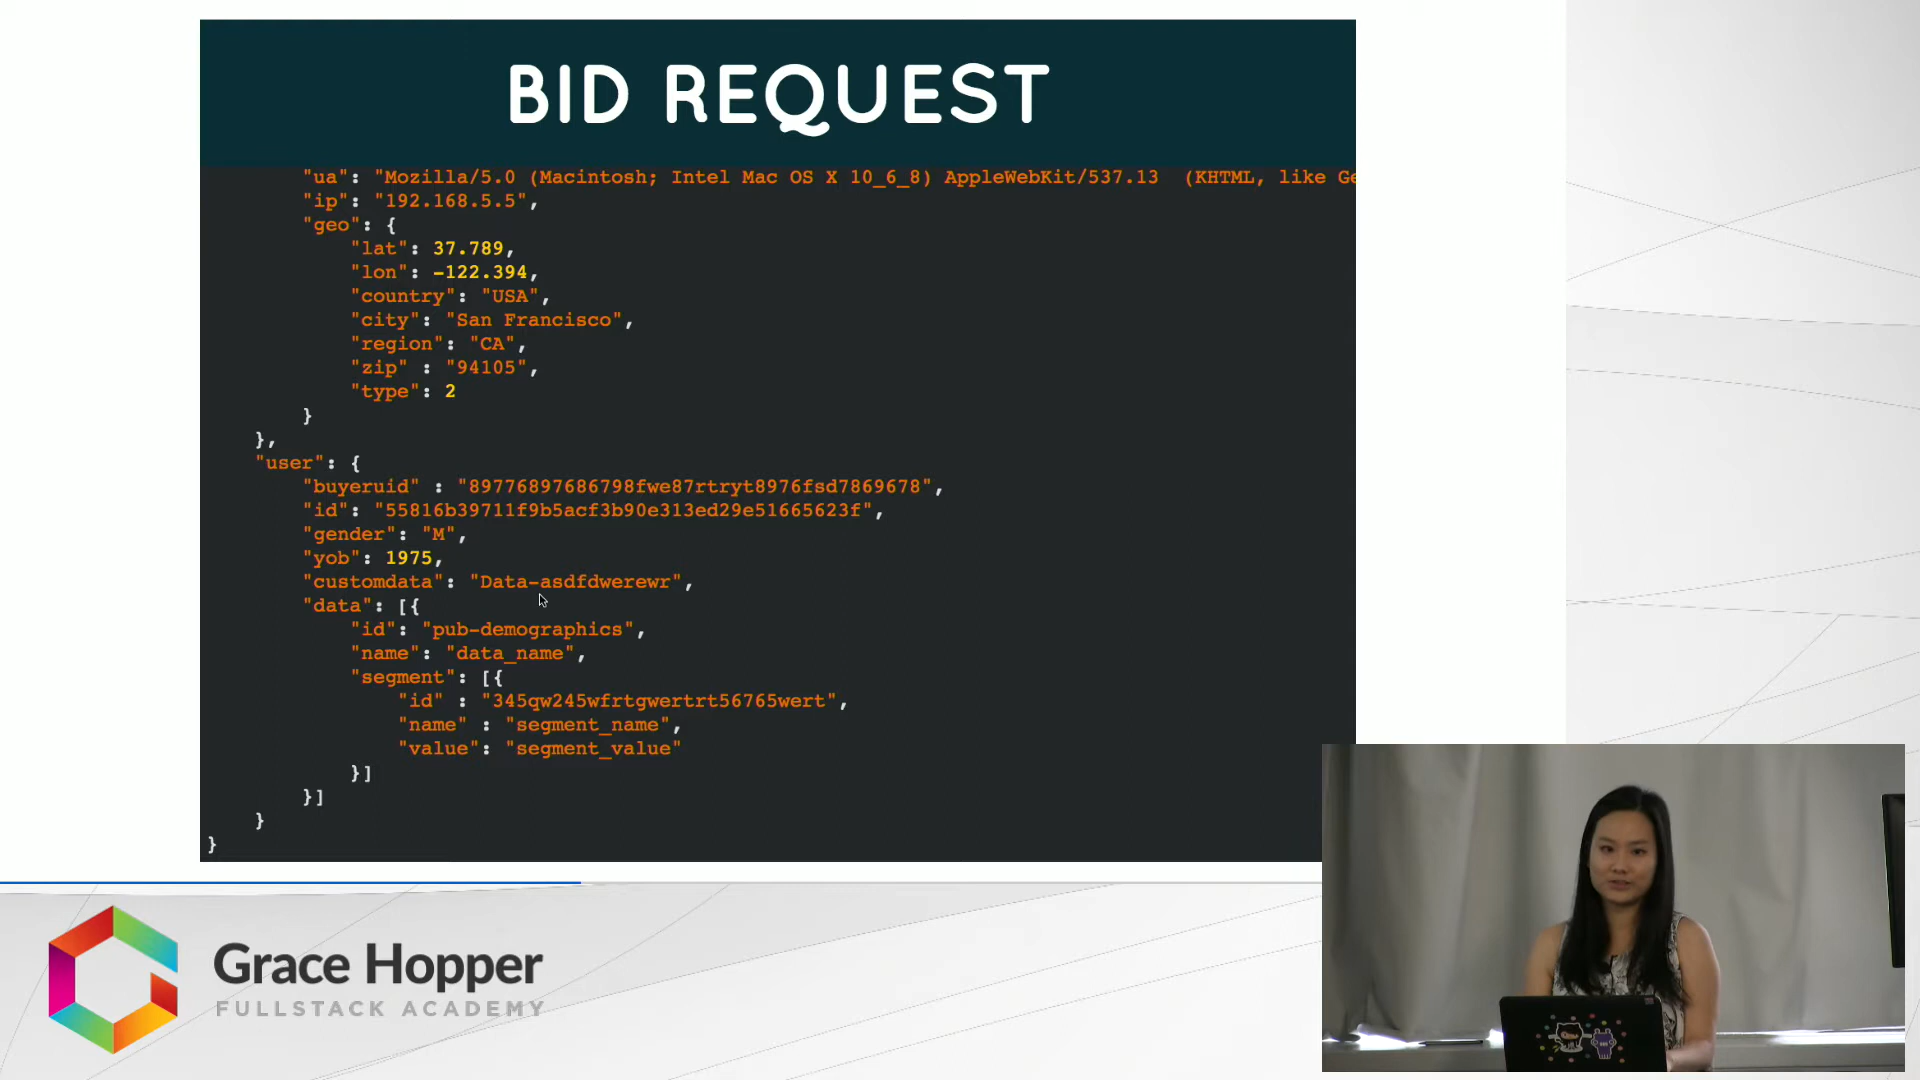 BID REQUEST
"ua": "Mozilla/5.0 (Macintosh; Intel Mac OS X 10_6_8) AppleWebKit/537.13  (KHTML, like Ge
"ip": "192.168.5.5",
"geo": {
"lat": 37.789,
"lon": -122.394,
"country": "USA",
"city": "San Francisco",
"region": "CA",
"zip" : "94105",
"type": 2
}
},
"user": {
"buyeruid" : "89776897686798fwe87rtryt8976fsd7869678",
"id": "55816b39711f9b5acf3b90e313ed29e51665623f",
"gender": "M",
"yob": 1975,
"customdata": "Data-asdfdwerewr",
"data": [{
"id": "pub-demographics",
"name": "data_name",
"segment": [{
"id" : "345qw245wfrtgwertrt56765wert",
"name" : "segment_name",
"value": "segment_value"
}]
}]
}
}
Grace Hopper
FULLSTACK ACADEMY